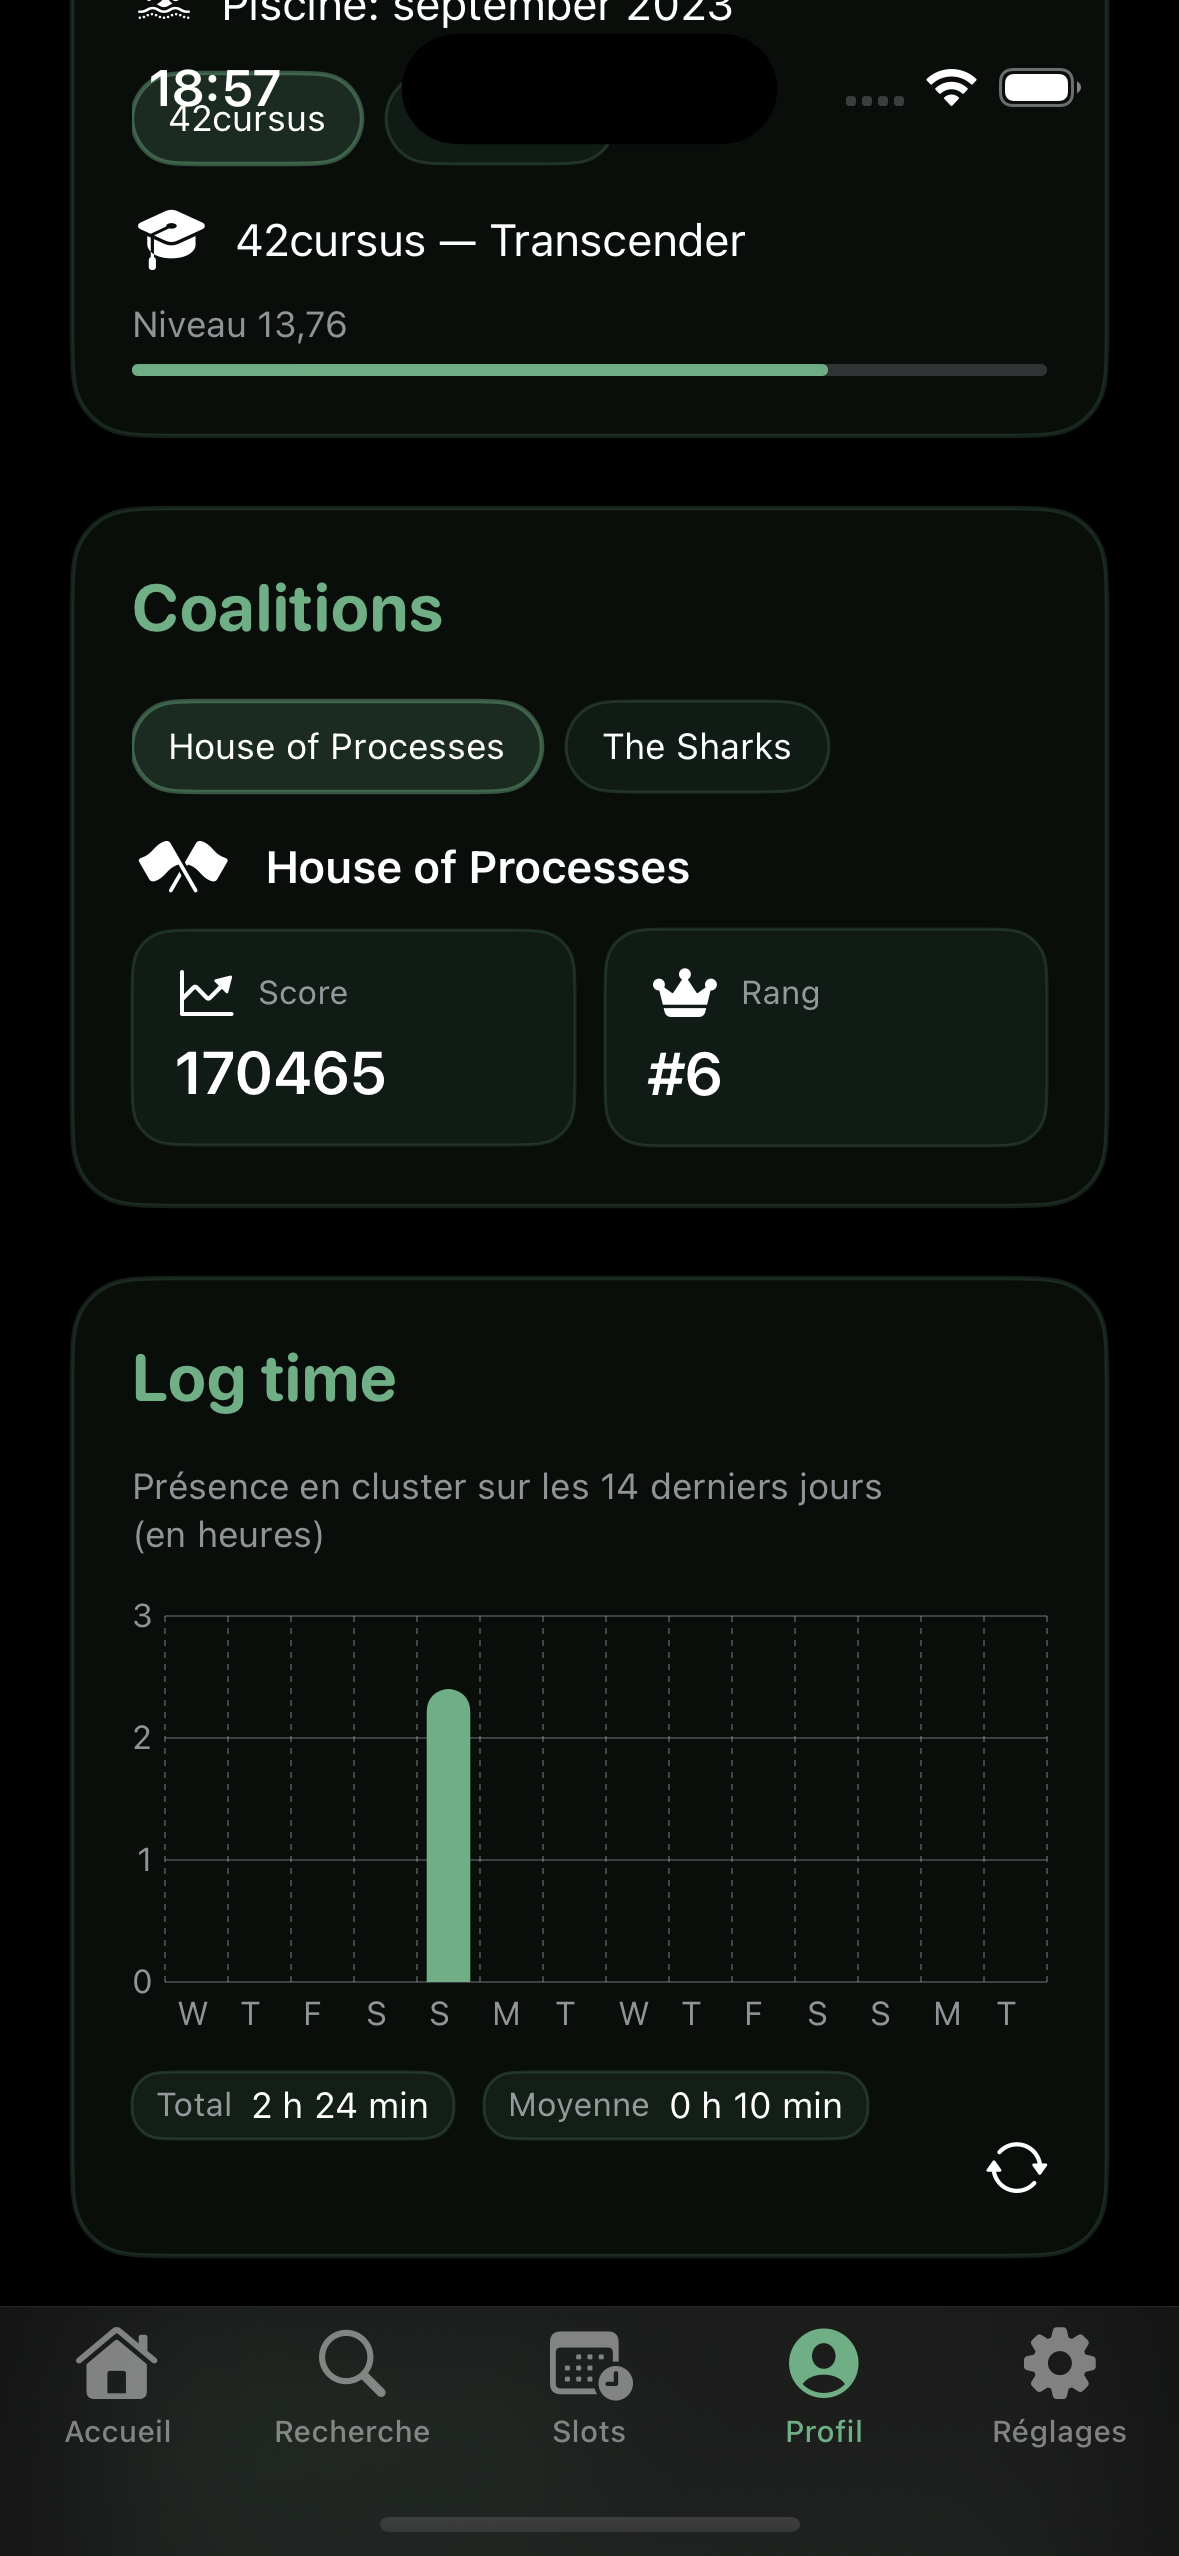 Piscine: september 2023
18:57
42cursus
42cursus — Transcender
Niveau 13,76
Coalitions
House of Processes
The Sharks
House of Processes
Score
Rang
170465
#6
Log time
Présence en cluster sur les 14 derniers jours
(en heures)
3
2
1
0
W T F S S M T W T F S S M T
Total 2 h 24 min
Moyenne 0 h 10 min
Accueil
Recherche
Slots
Profil
Réglages